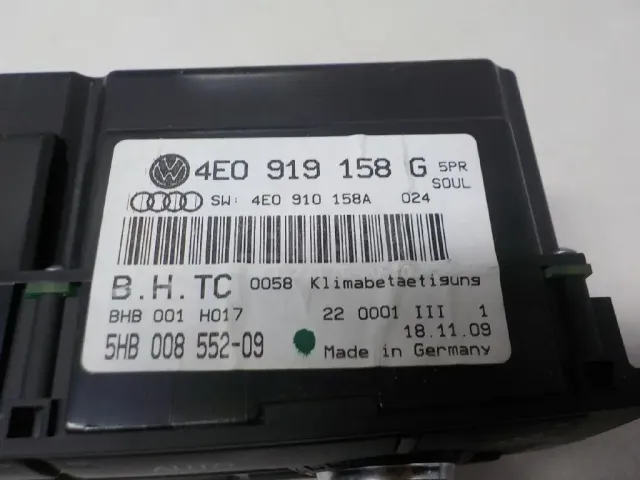 4E0 919 158 G 5PR
SOUL
SW: 4E0 910 158A 024
B.H.TC 0058 Klimabetaetigung
BHB 001 H017 22 0001 III 1
18.11.09
5HB 008 552-09 Made in Germany